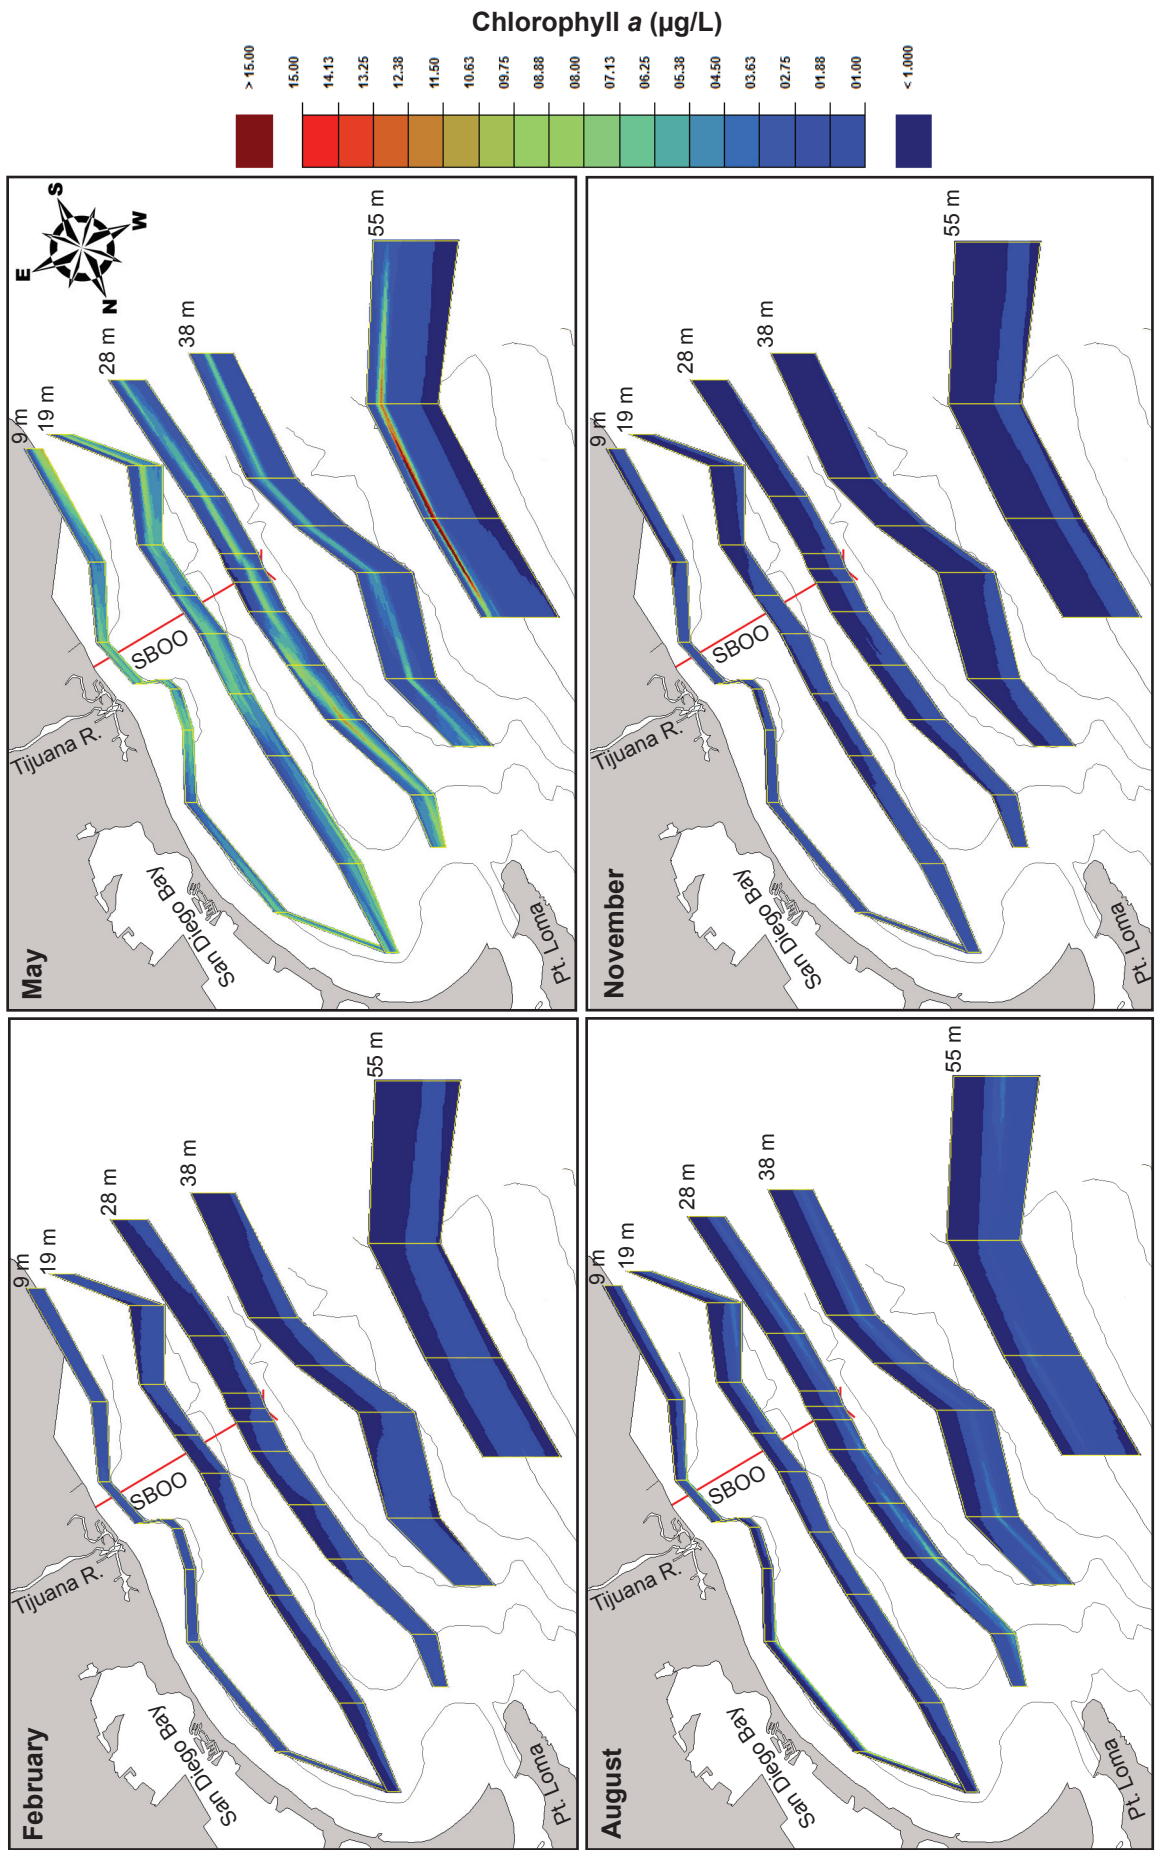 Chlorophyll a (µg/L)
> 15.00
15.00
14.13
13.25
12.38
11.50
10.63
09.75
08.88
08.00
07.13
06.25
05.38
04.50
03.63
02.75
01.88
01.00
< 1.000
May
E
S
W
N
9 m
19 m
28 m
38 m
55 m
SBOO
Tijuana R.
San Diego Bay
Pt. Loma
November
9 m
19 m
28 m
38 m
55 m
SBOO
Tijuana R.
San Diego Bay
Pt. Loma
February
9 m
19 m
28 m
38 m
55 m
SBOO
Tijuana R.
San Diego Bay
Pt. Loma
August
9 m
19 m
28 m
38 m
55 m
SBOO
Tijuana R.
San Diego Bay
Pt. Loma